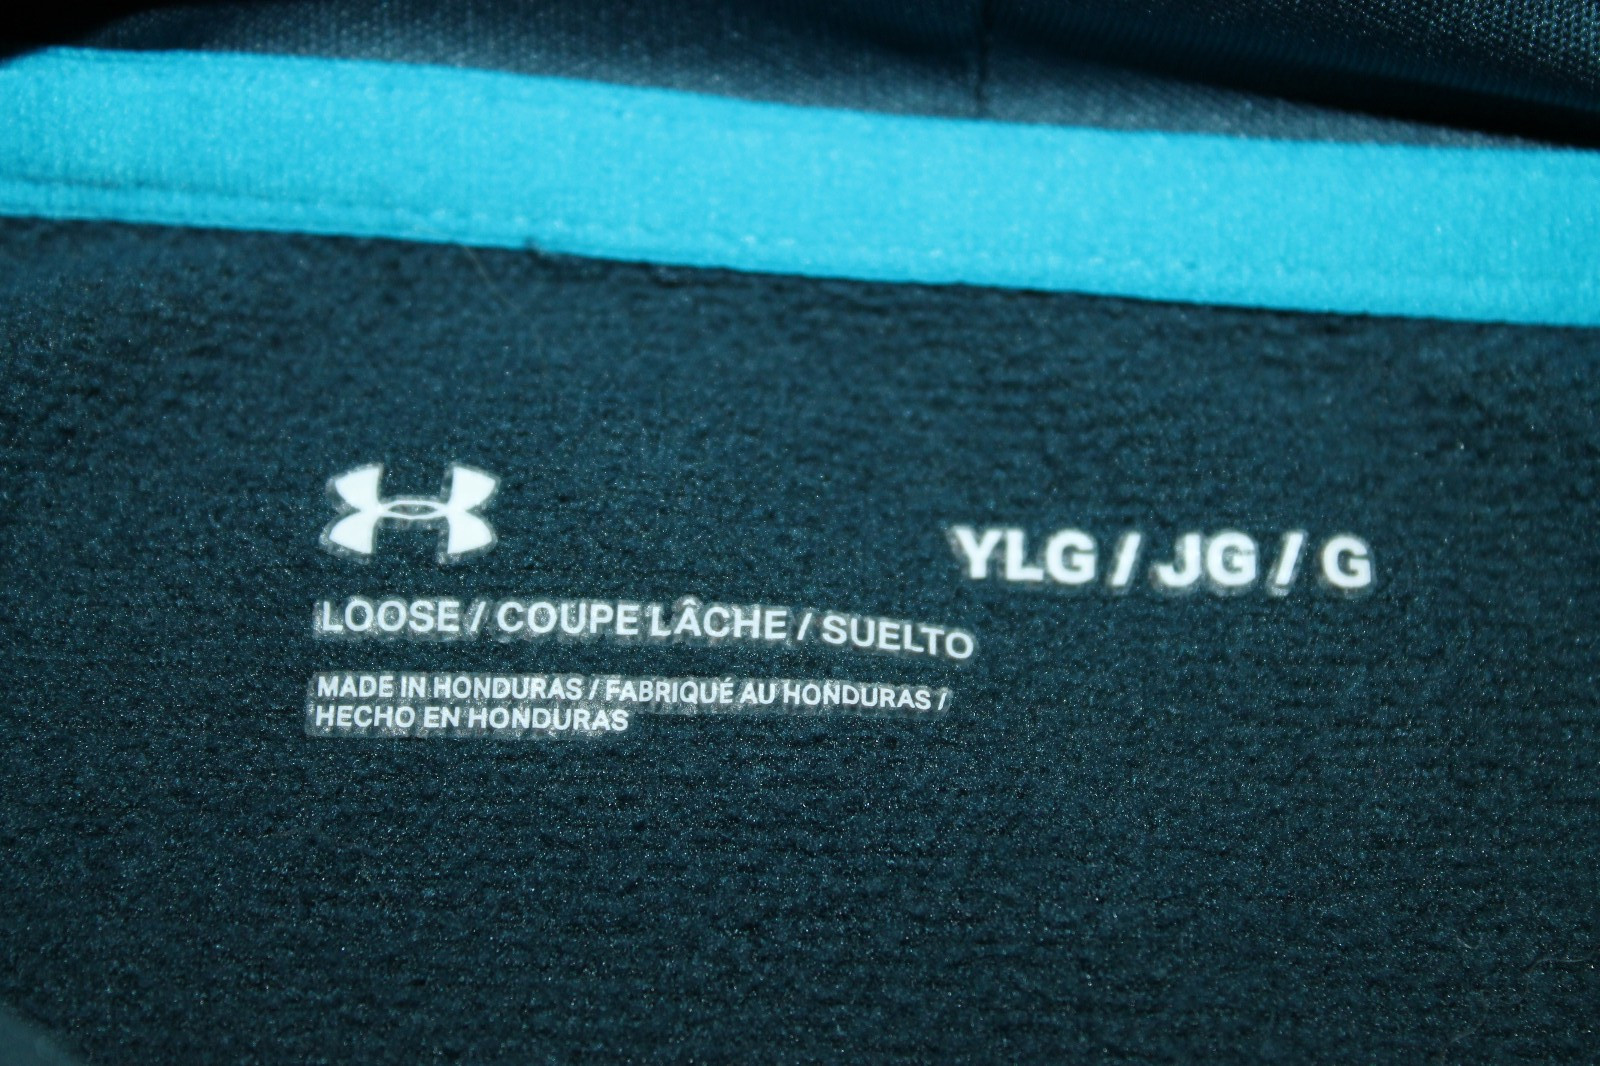 YLG / JG / G
LOOSE / COUPE LÂCHE / SUELTO
MADE IN HONDURAS / FABRIQUÉ AU HONDURAS /
HECHO EN HONDURAS